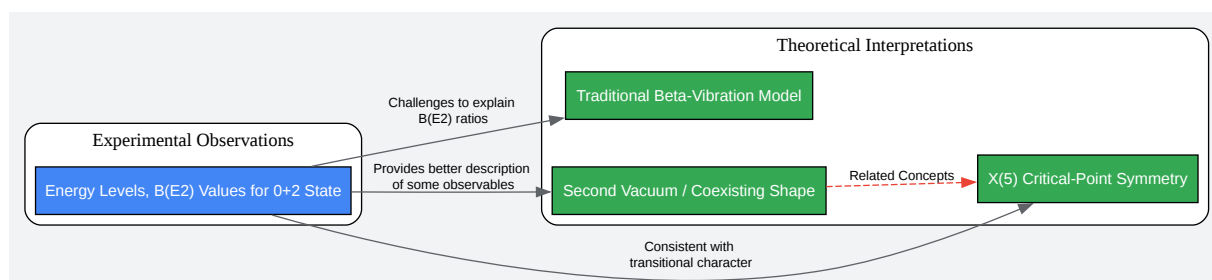 Theoretical Interpretations
Traditional Beta-Vibration Model
Challenges to explain
B(E2) ratios
Experimental Observations
Energy Levels, B(E2) Values for 0+2 State
Provides better description
of some observables
Second Vacuum / Coexisting Shape
Related Concepts
X(5) Critical-Point Symmetry
Consistent with
transitional character